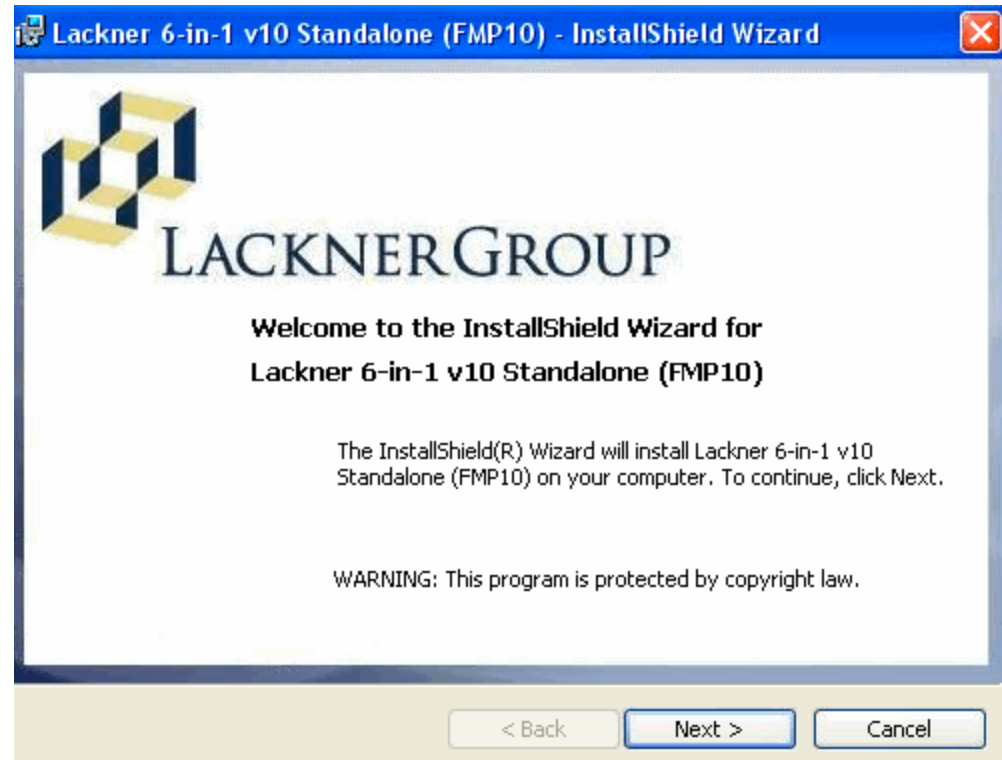 Lackner 6-in-1 v10 Standalone (FMP10) - InstallShield Wizard
LACKNERGROUP
Welcome to the InstallShield Wizard for
Lackner 6-in-1 v10 Standalone (FMP10)
The InstallShield(R) Wizard will install Lackner 6-in-1 v10
Standalone (FMP10) on your computer. To continue, click Next.
WARNING: This program is protected by copyright law.
< Back Next > Cancel